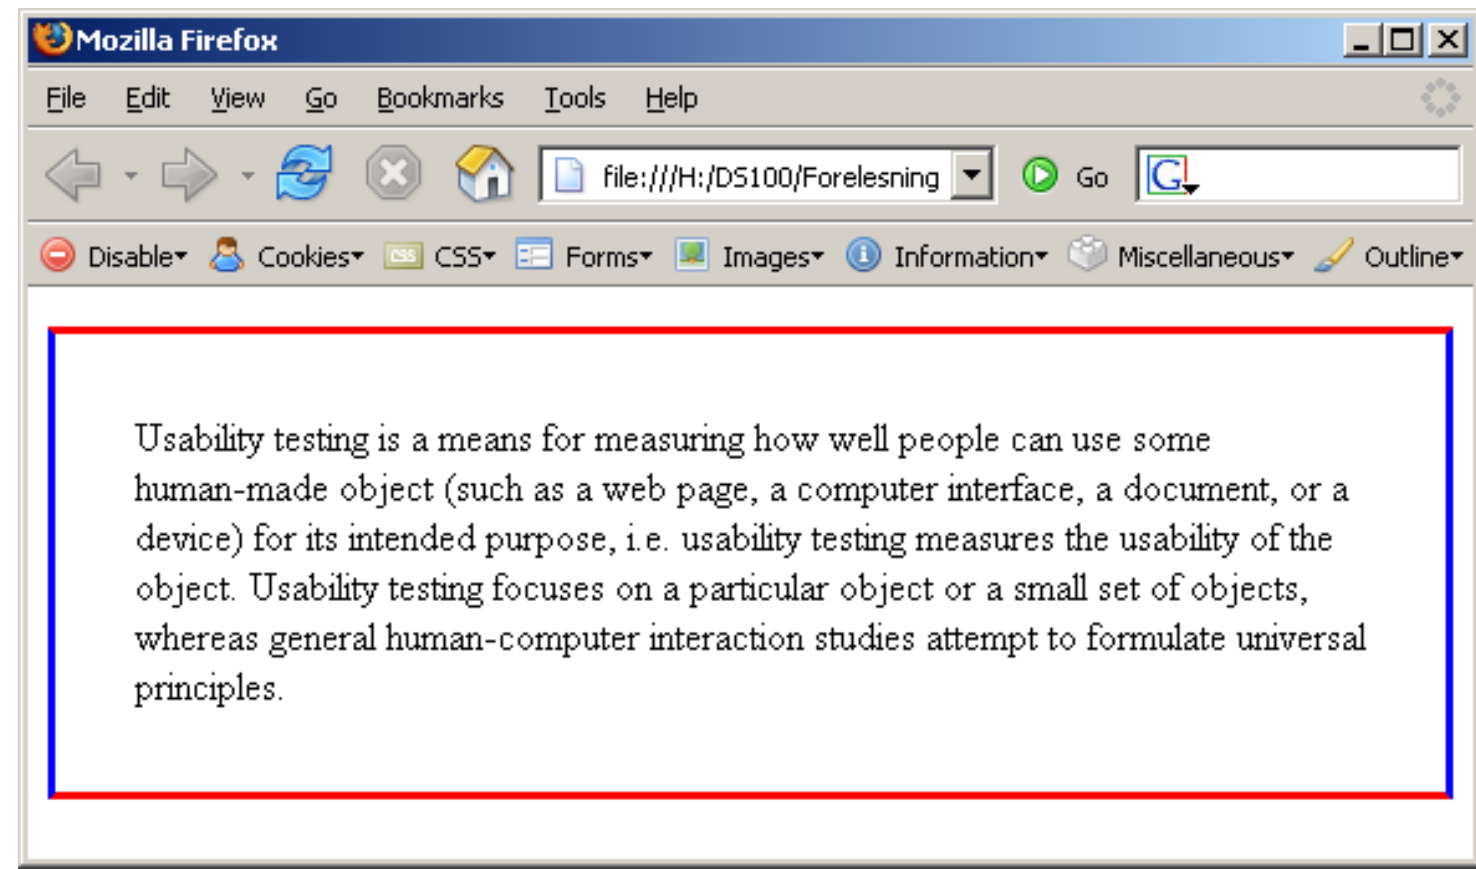 Mozilla Firefox
File Edit View Go Bookmarks Tools Help
file:///H:/DS100/Forelesning Go G
Disable Cookies CSS CSS Forms Images Information Miscellaneous Outline
Usability testing is a means for measuring how well people can use some
human-made object (such as a web page, a computer interface, a document, or a
device) for its intended purpose, i.e. usability testing measures the usability of the
object. Usability testing focuses on a particular object or a small set of objects,
whereas general human-computer interaction studies attempt to formulate universal
principles.